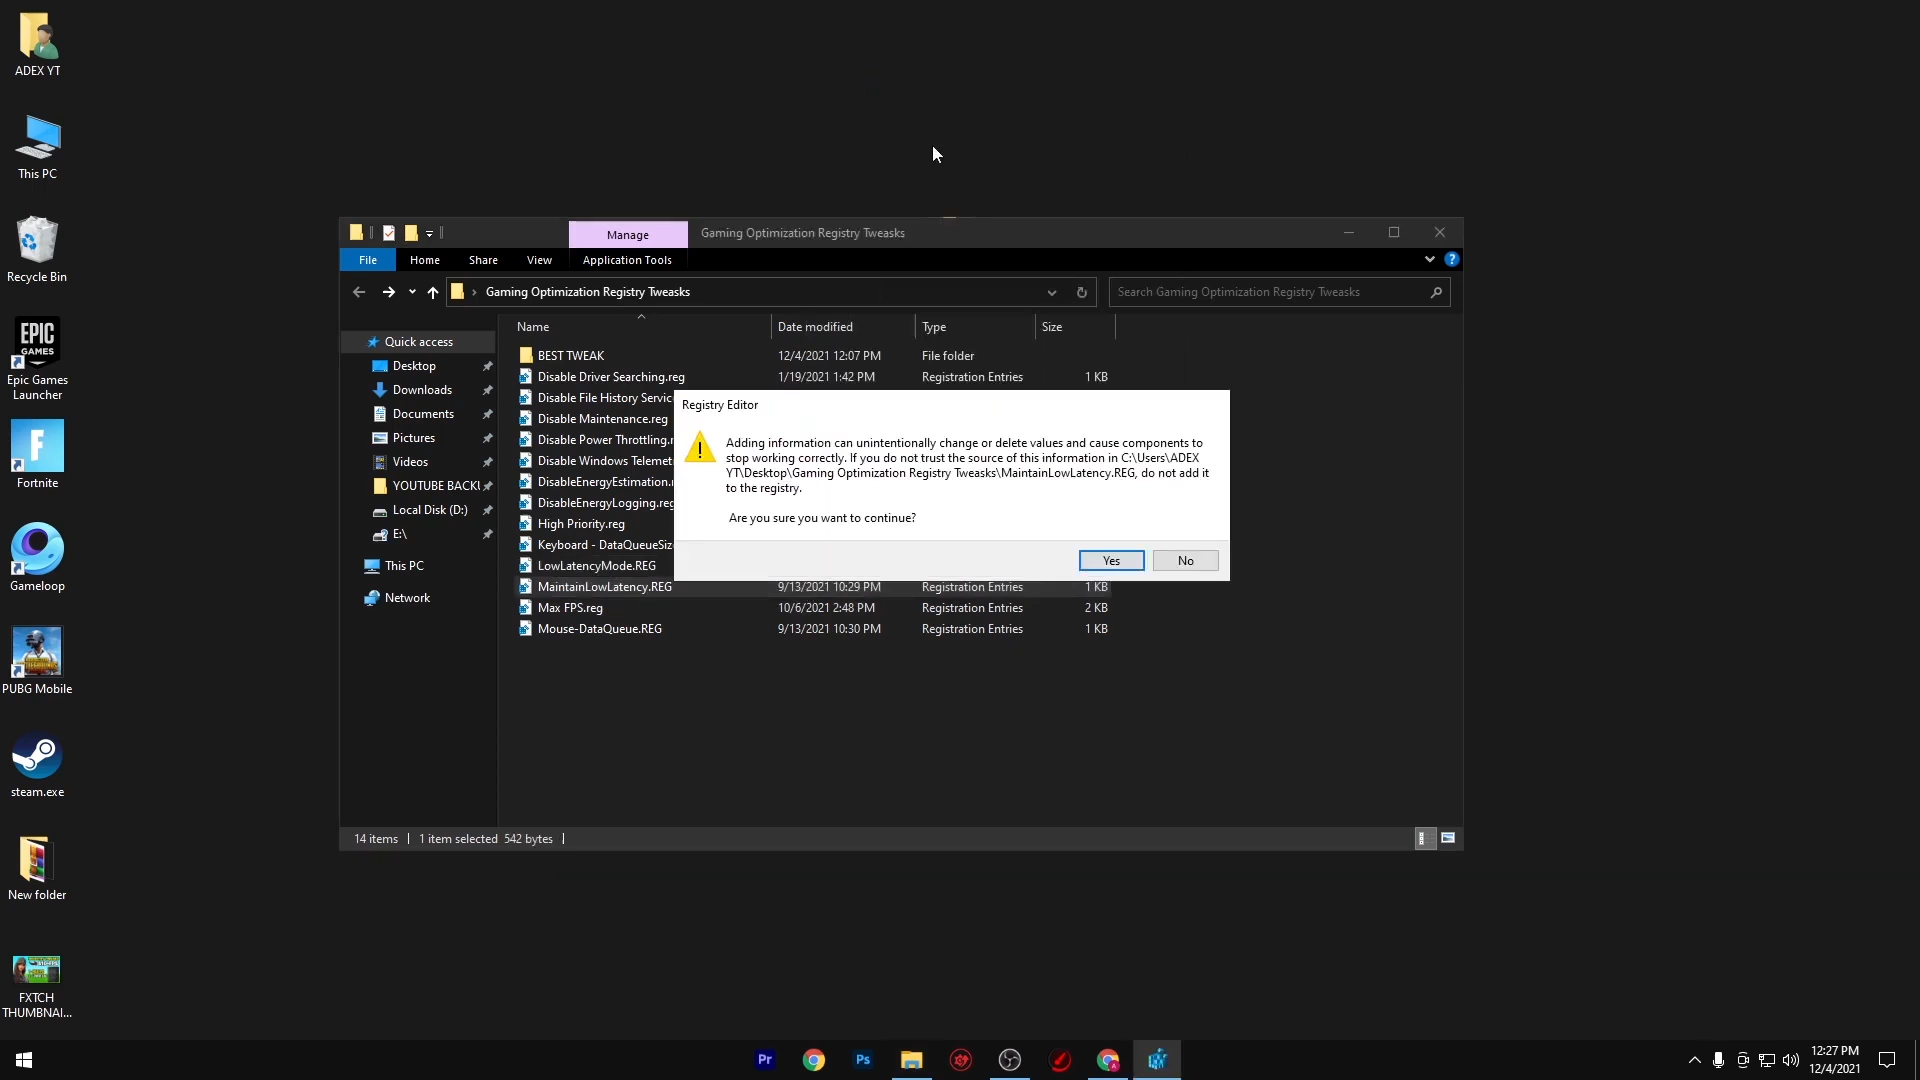 ADEX YT
This PC
Recycle Bin
EPIC
GAMES
Epic Games
Launcher
Fortnite
Gameloop
PUBG Mobile
steam.exe
New folder
FXTCH
THUMBNAI...
Manage
Gaming Optimization Registry Tweasks
File
Home
Share
View
Application Tools
Gaming Optimization Registry Tweasks
Search Gaming Optimization Registry Tweasks
Quick access
Desktop
Downloads
Documents
Pictures
Videos
YOUTUBE BACKU
Local Disk (D:)
E:\
This PC
Network
Name Date modified Type Size
BEST TWEAK 12/4/2021 12:07 PM File folder
Disable Driver Searching.reg 1/19/2021 1:42 PM Registration Entries 1 KB
Disable File History Servic
Disable Maintenance.reg
Disable Power Throttling.r
Disable Windows Telemet
DisableEnergyEstimation.r
DisableEnergyLogging.reg
High Priority.reg
Keyboard - DataQueueSiz
LowLatencyMode.REG
MaintainLowLatency.REG 9/13/2021 10:29 PM Registration Entries 1 KB
Max FPS.reg 10/6/2021 2:48 PM Registration Entries 2 KB
Mouse-DataQueue.REG 9/13/2021 10:30 PM Registration Entries 1 KB
Registry Editor
Adding information can unintentionally change or delete values and cause components to
stop working correctly. If you do not trust the source of this information in C:\Users\ADEX
YT\Desktop\Gaming Optimization Registry Tweasks\MaintainLowLatency.REG, do not add it
to the registry.
Are you sure you want to continue?
Yes
No
14 items 1 item selected 542 bytes
Pr
Ps
12:27 PM
12/4/2021